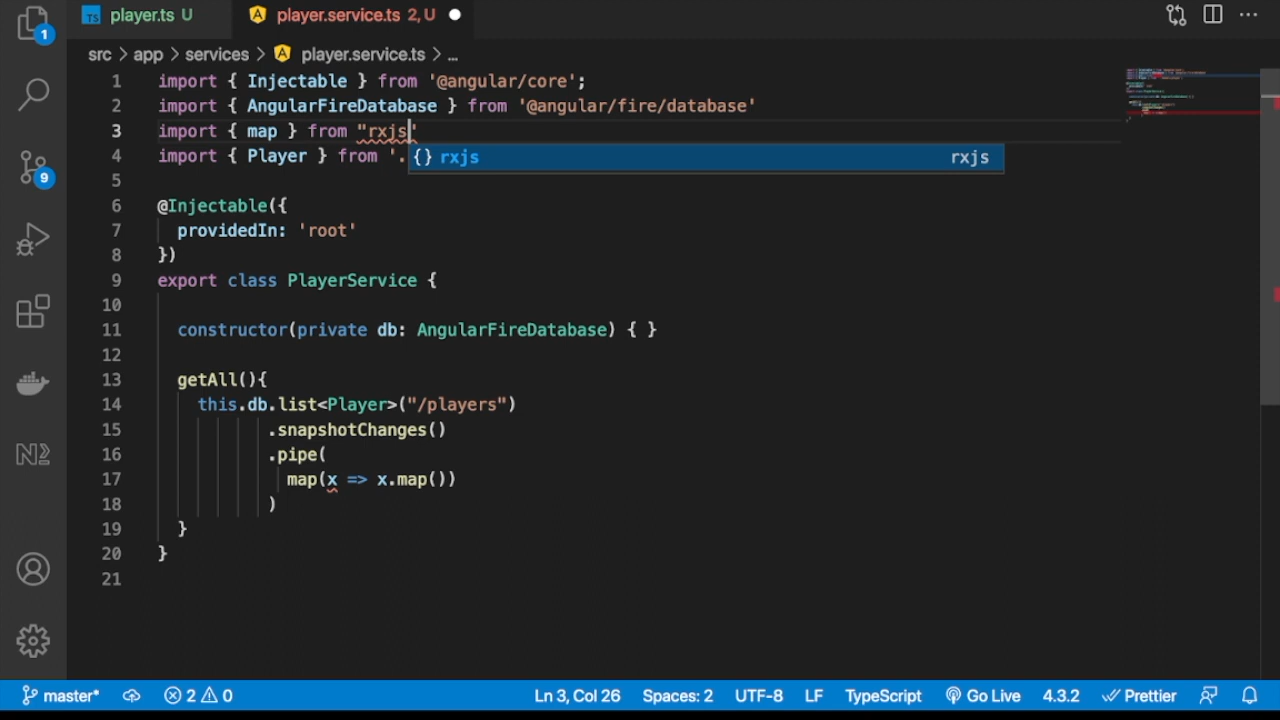 TS player.ts U player.service.ts 2, U
1
src > app > services > player.service.ts > ...
1 import { Injectable } from '@angular/core';
2 import { AngularFireDatabase } from '@angular/fire/database'
3 import { map } from "rxjs'
4 import { Player } from '.
{} rxjs rxjs
5
9
6 @Injectable({
7 providedIn: 'root'
8 })
9 export class PlayerService {
10
11 constructor(private db: AngularFireDatabase) { }
12
13 getAll(){
14 this.db.list<Player>("/players")
15 .snapshotChanges()
16 .pipe(
17 map(x => x.map())
18 )
19 }
20 }
21
master* 2 0 Ln 3, Col 26 Spaces: 2 UTF-8 LF TypeScript Go Live 4.3.2 Prettier